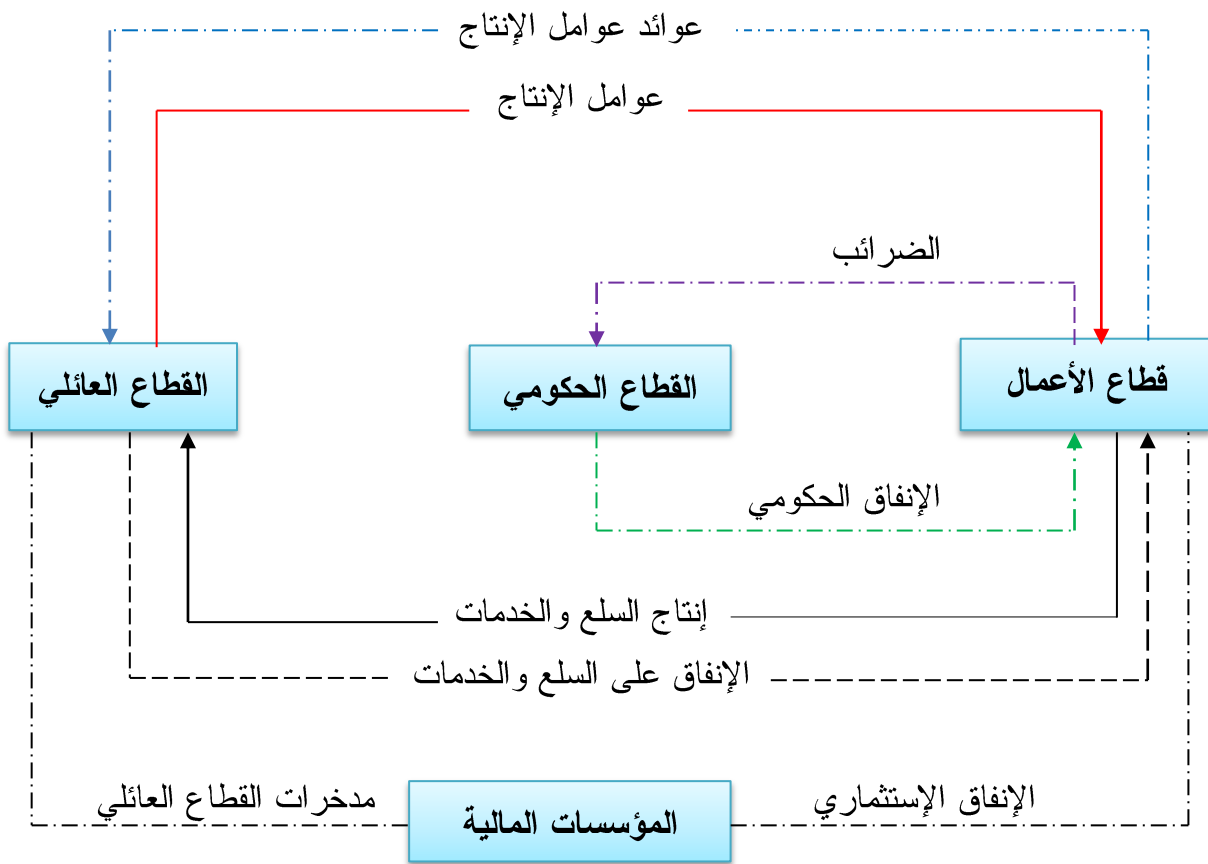 عوائد عوامل الإنتاج
عوامل الإنتاج
الضرائب
قطاع الأعمال
القطاع الحكومي
القطاع العائلي
الإنفاق الحكومي
إنتاج السلع والخدمات
الإنفاق على السلع والخدمات
الإنفاق الإستثماري
مدخرات القطاع العائلي
المؤسسات المالية